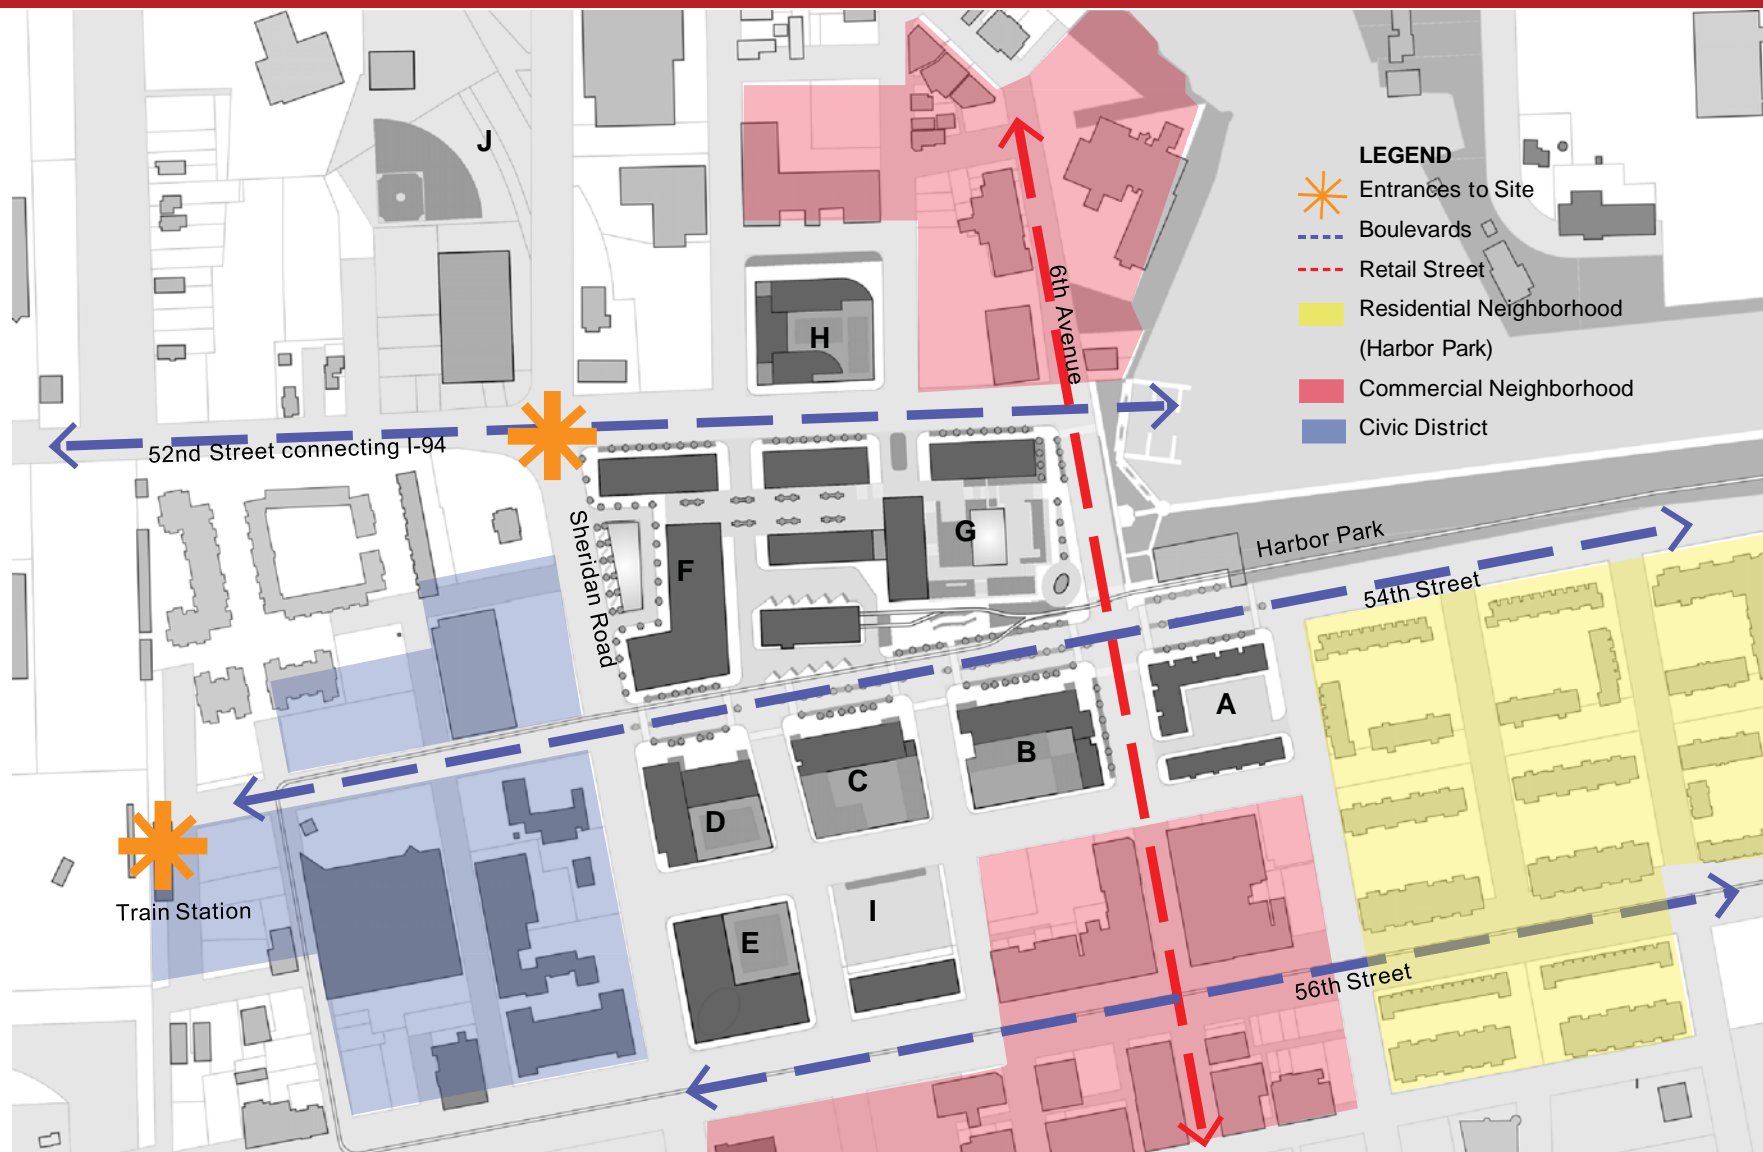 J
LEGEND
Entrances to Site
Boulevards
Retail Street
Residential Neighborhood
(Harbor Park)
Commercial Neighborhood
Civic District
6th Avenue
H
52nd Street connecting I-94
Sheridan Road
F
G
Harbor Park
54th Street
A
B
C
D
Train Station
E
I
56th Street